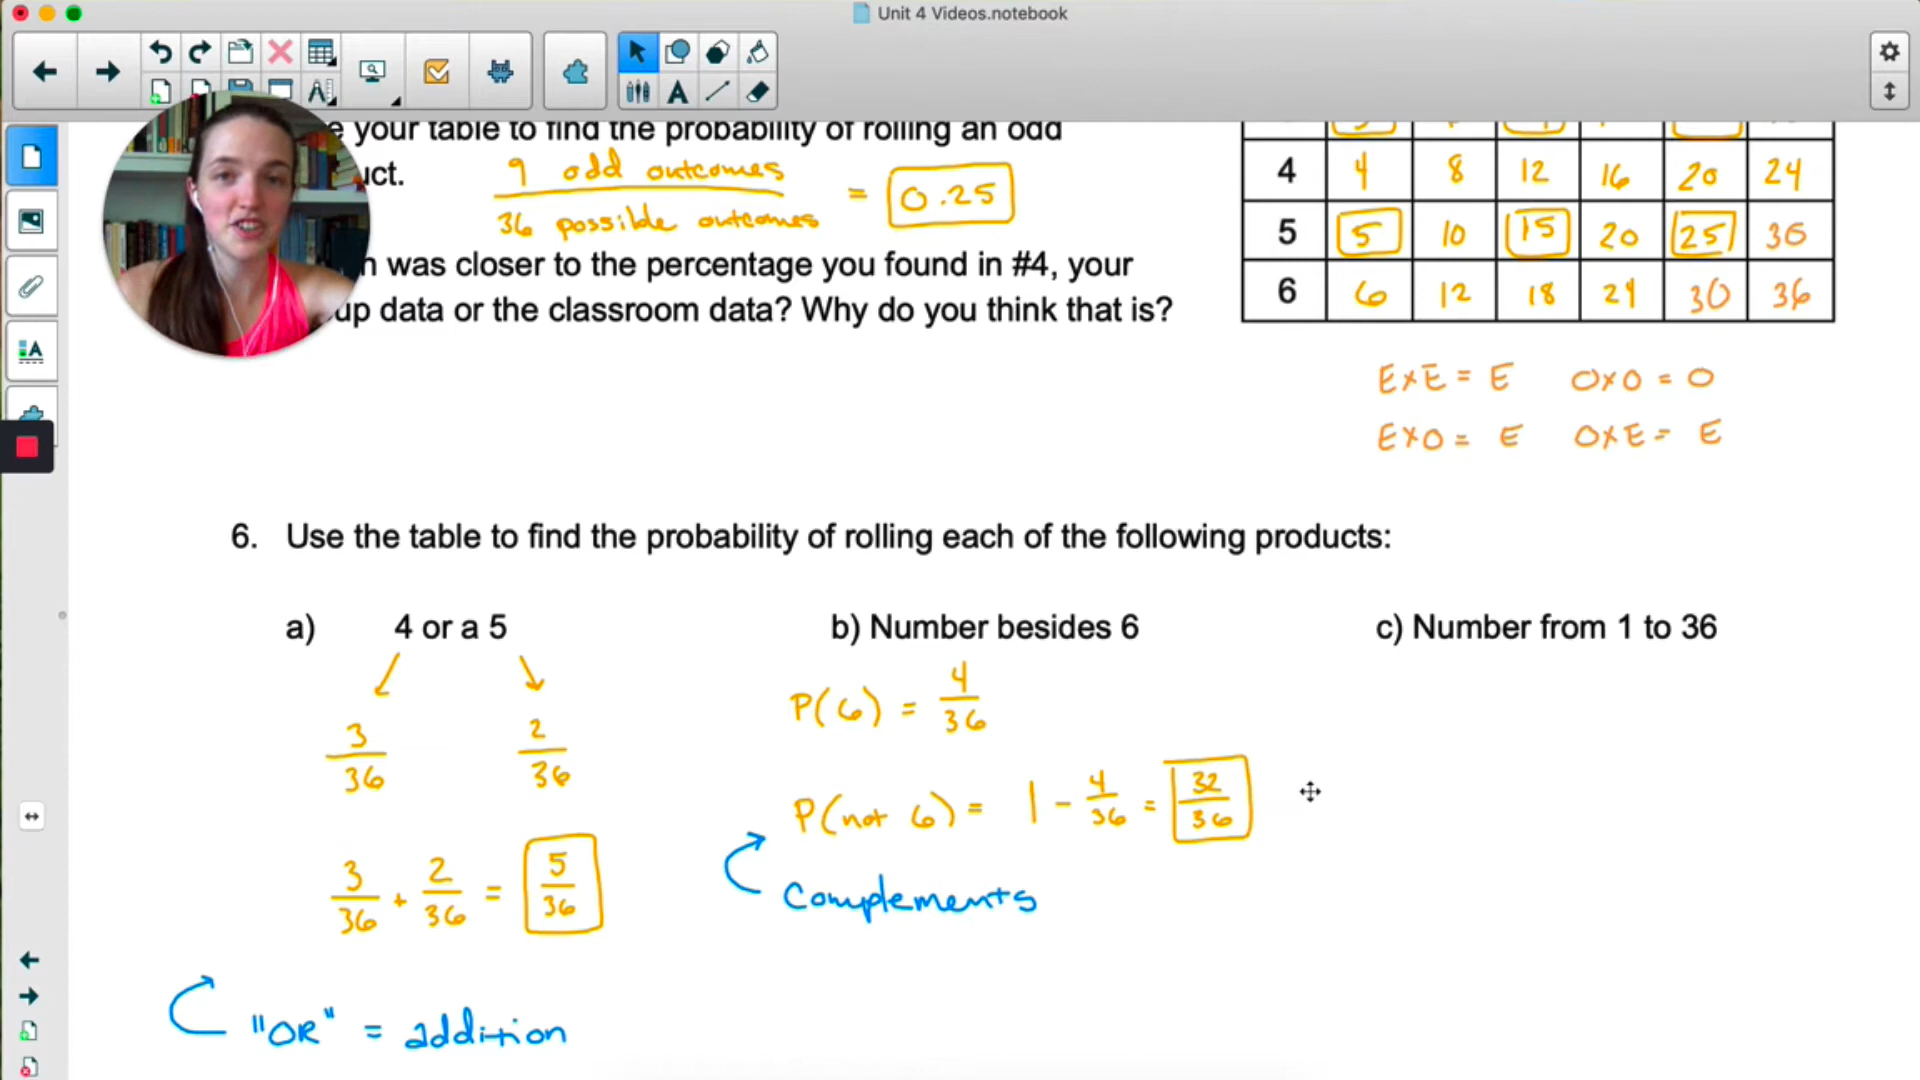 Unit 4 Videos.notebook
e your table to find the probability of rolling an odd
uct.
9 odd outcomes
36 possible outcomes
= 0.25
n was closer to the percentage you found in #4, your
up data or the classroom data? Why do you think that is?
4 4 8 12 16 20 24
5 5 10 15 20 25 30
6 6 12 18 24 30 36
E×E = E O×O = O
E×O = E O×E = E
6. Use the table to find the probability of rolling each of the following products:
a) 4 or a 5
3/36 2/36
3/36 + 2/36 = 5/36
"OR" = addition
b) Number besides 6
P(6) = 4/36
P(not 6) = 1 - 4/36 = 32/36
Complements
c) Number from 1 to 36